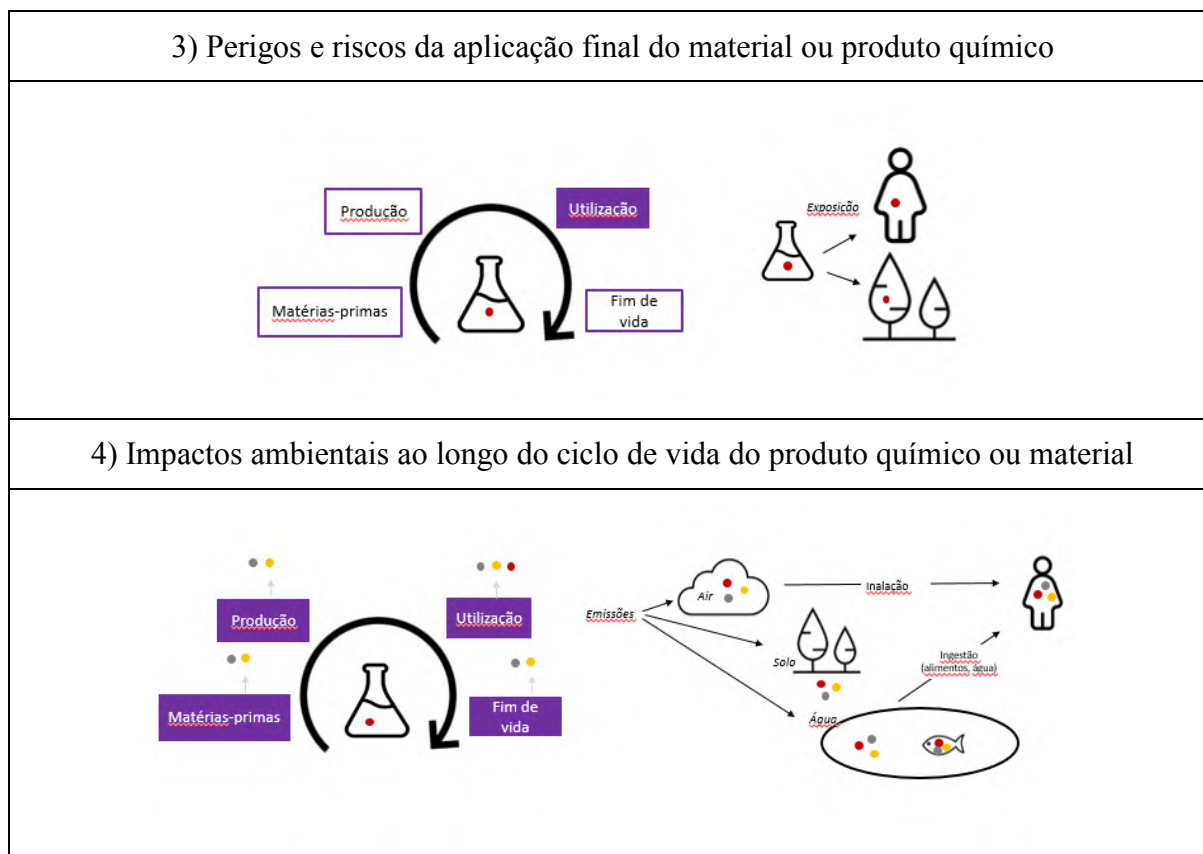 3) Perigos e riscos da aplicação final do material ou produto químico
Produção
Utilização
Matérias-primas
Fim de
vida
Exposição
4) Impactos ambientais ao longo do ciclo de vida do produto químico ou material
Produção
Utilização
Matérias-primas
Fim de
vida
Emissões
Air
Inalação
Solo
Ingestão
(alimentos, água)
Água